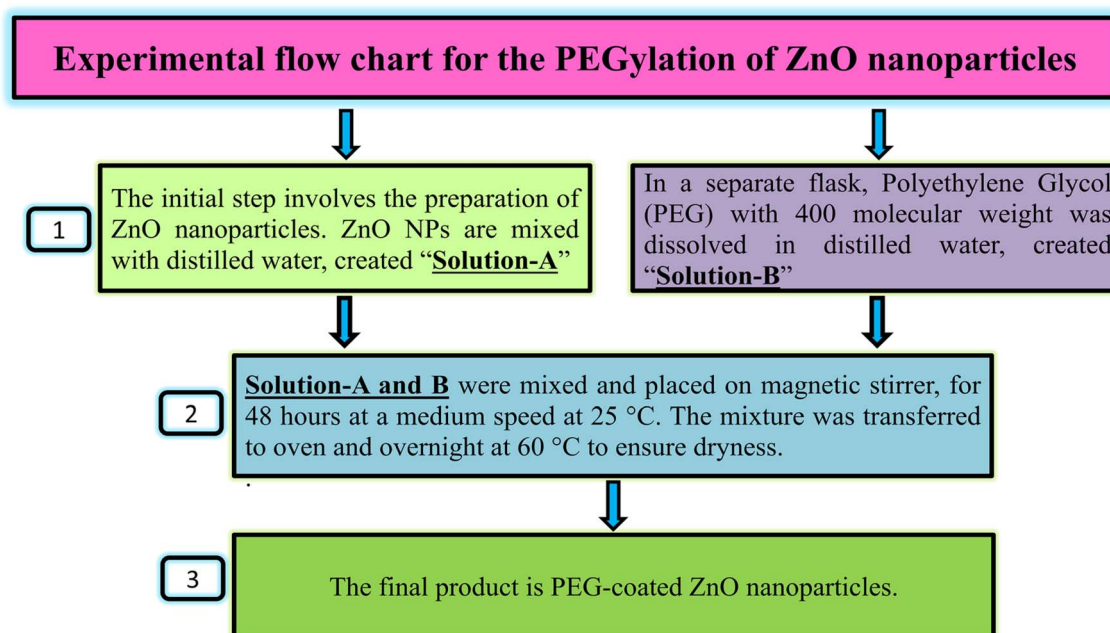 Experimental flow chart for the PEGylation of ZnO nanoparticles
1
The initial step involves the preparation of
ZnO nanoparticles. ZnO NPs are mixed
with distilled water, created “Solution-A”
In a separate flask, Polyethylene Glycol
(PEG) with 400 molecular weight was
dissolved in distilled water, created
“Solution-B”
2
Solution-A and B were mixed and placed on magnetic stirrer, for
48 hours at a medium speed at 25 °C. The mixture was transferred
to oven and overnight at 60 °C to ensure dryness.
.
3
The final product is PEG-coated ZnO nanoparticles.